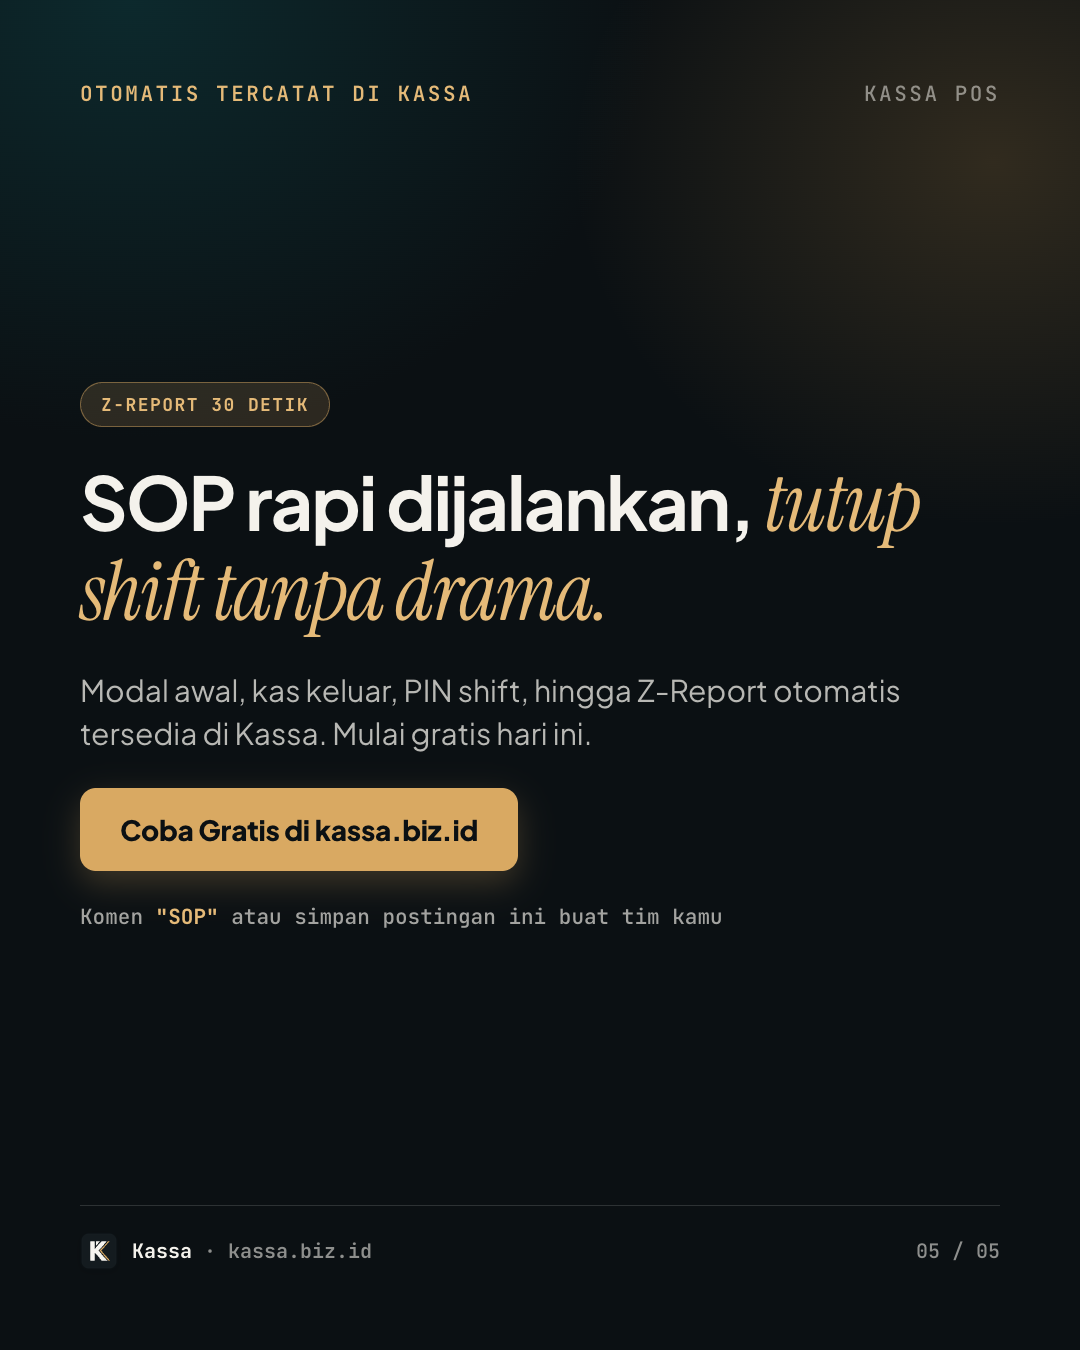 OTOMATIS TERCATAT DI KASSA
KASSA POS
Z-REPORT 30 DETIK
SOP rapi dijalankan, tutup
shift tanpa drama.
Modal awal, kas keluar, PIN shift, hingga Z-Report otomatis
tersedia di Kassa. Mulai gratis hari ini.
Coba Gratis di kassa.biz.id
Komen "SOP" atau simpan postingan ini buat tim kamu
K Kassa · kassa.biz.id
05 / 05